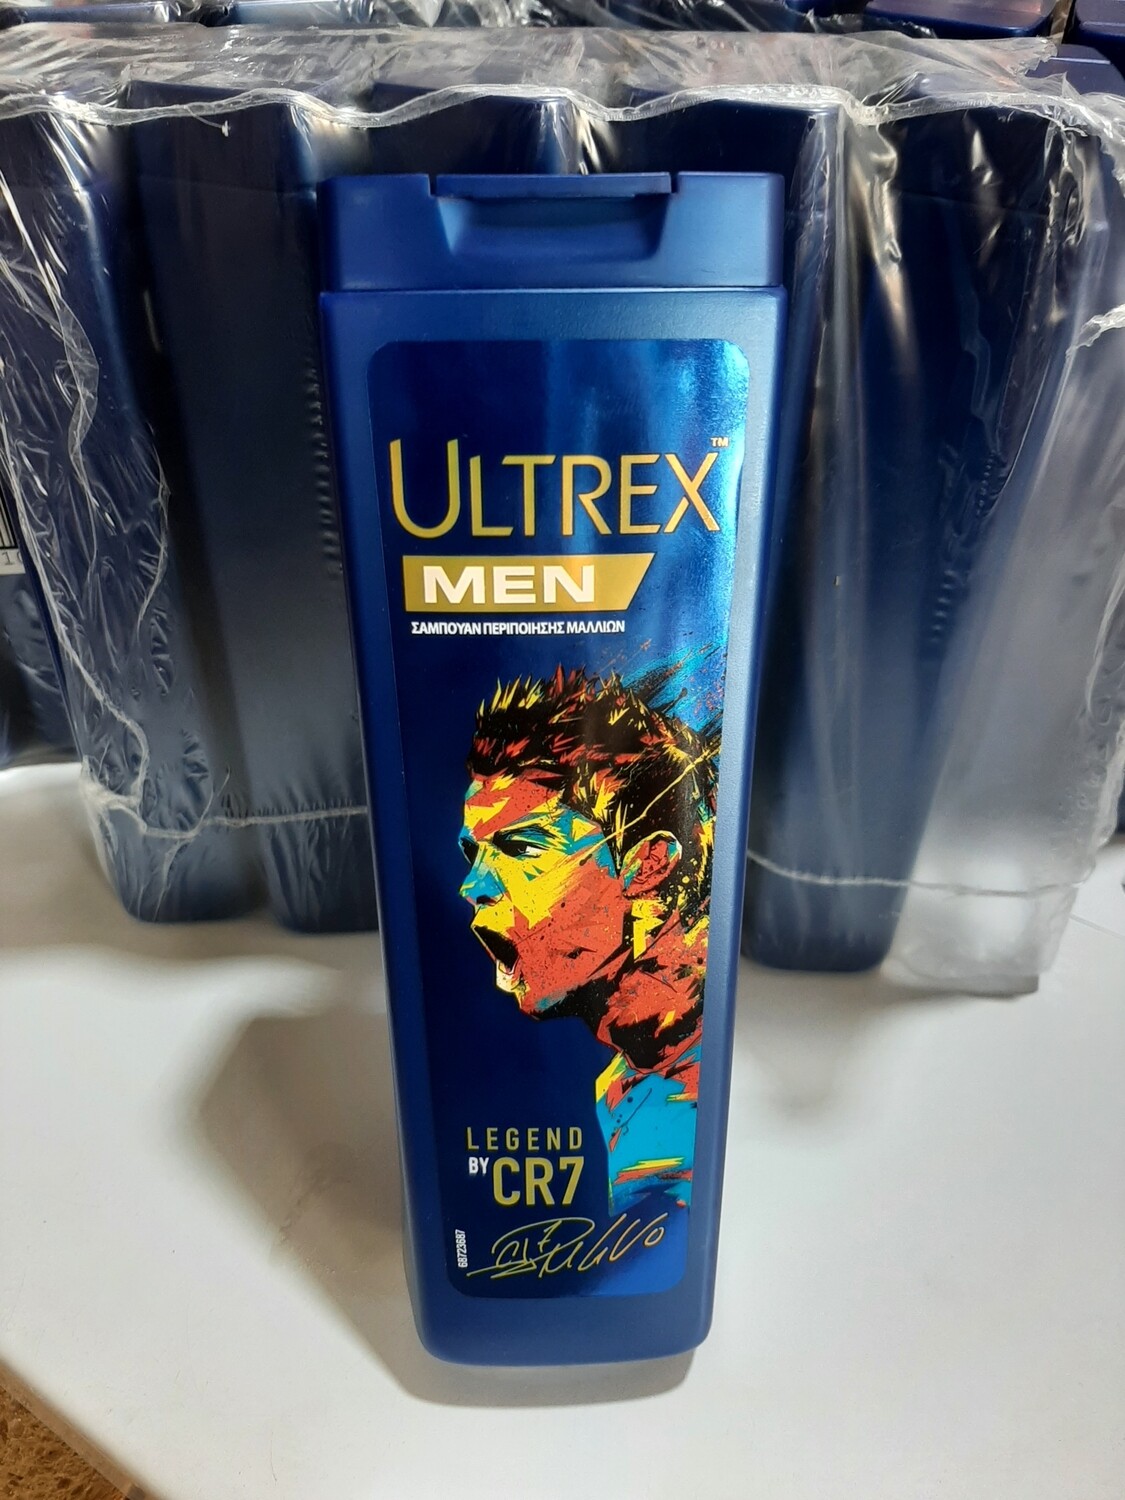 ULTREX™
MEN
ΣΑΜΠΟΥΑΝ ΠΕΡΙΠΟΙΗΣΗΣ ΜΑΛΛΙΩΝ
LEGEND
BY CR7
68723687